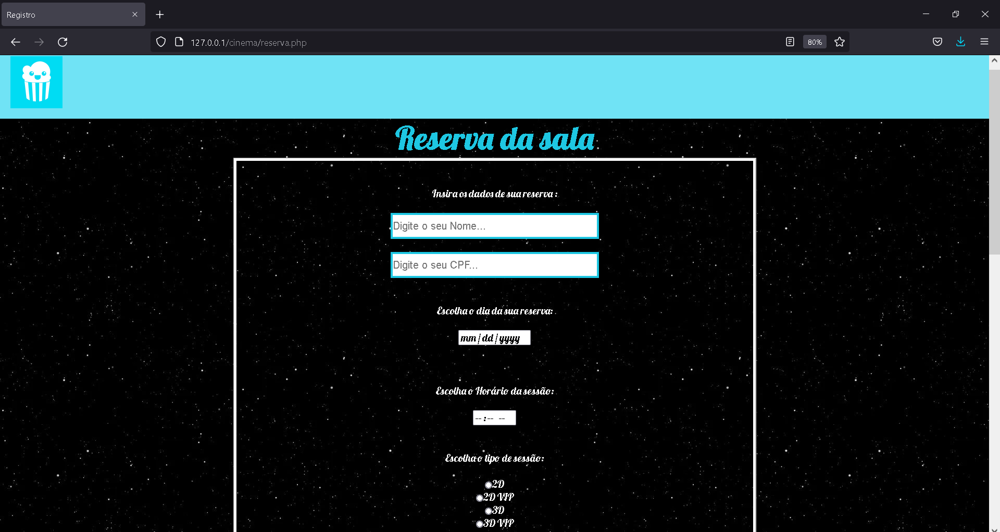 Registro
127.0.0.1/cinema/reserva.php
80%
Reserva da sala
Insira os dados de sua reserva :
Digite o seu Nome...
Digite o seu CPF...
Escolha o dia da sua reserva:
mm / dd / yyyy
Escolha o Horário da sessão:
-- : -- --
Escolha o tipo de sessão:
2D
2D VIP
3D
3D VIP